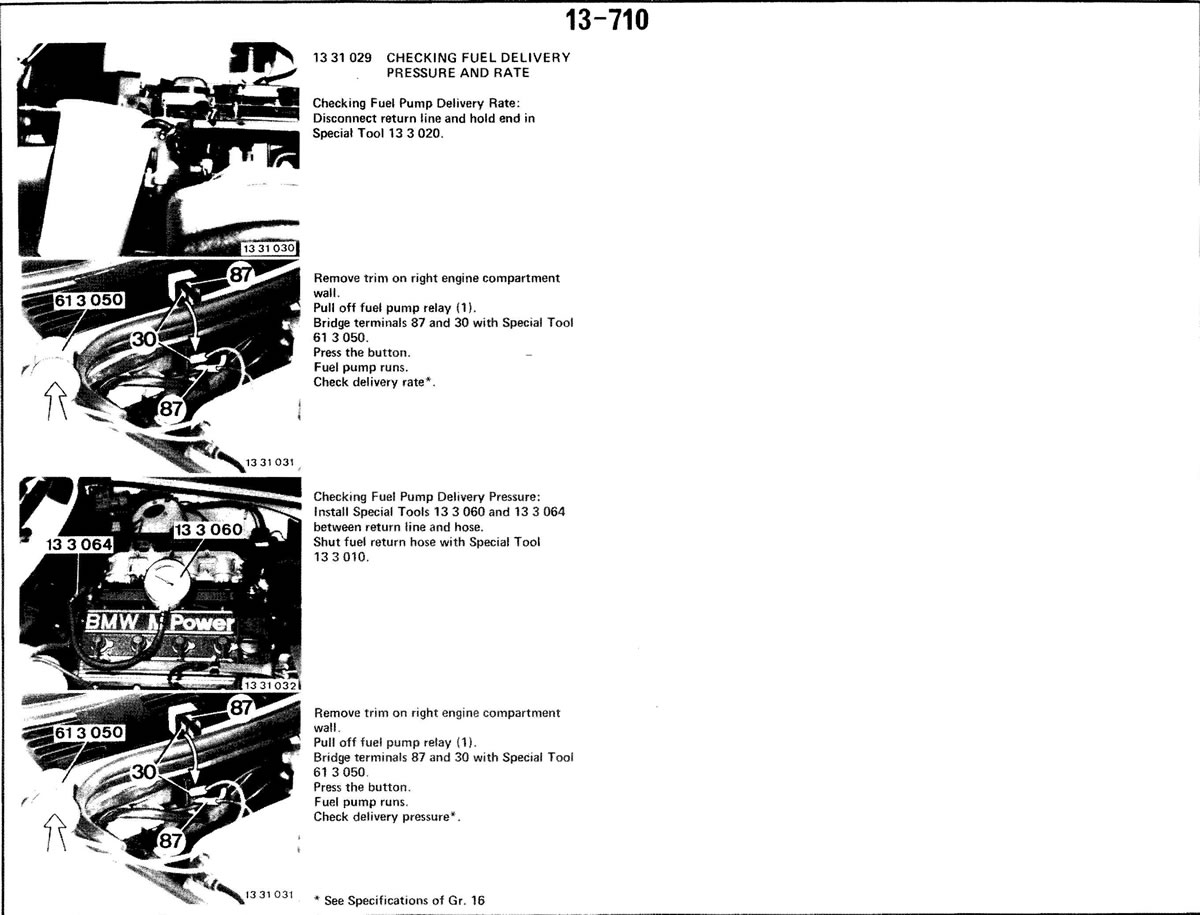 13-710
13 31 029 CHECKING FUEL DELIVERY
PRESSURE AND RATE
Checking Fuel Pump Delivery Rate:
Disconnect return line and hold end in
Special Tool 13 3 020.
13 31 030
87
61 3 050
30
87
13 31 031
Remove trim on right engine compartment
wall.
Pull off fuel pump relay (1).
Bridge terminals 87 and 30 with Special Tool
61 3 050.
Press the button.
Fuel pump runs.
Check delivery rate*.
13 3 060
13 3 064
BMW M Power
13 31 032
Checking Fuel Pump Delivery Pressure:
Install Special Tools 13 3 060 and 13 3 064
between return line and hose.
Shut fuel return hose with Special Tool
13 3 010.
87
61 3 050
30
87
13 31 031
Remove trim on right engine compartment
wall.
Pull off fuel pump relay (1).
Bridge terminals 87 and 30 with Special Tool
61 3 050.
Press the button.
Fuel pump runs.
Check delivery pressure*.
* See Specifications of Gr. 16